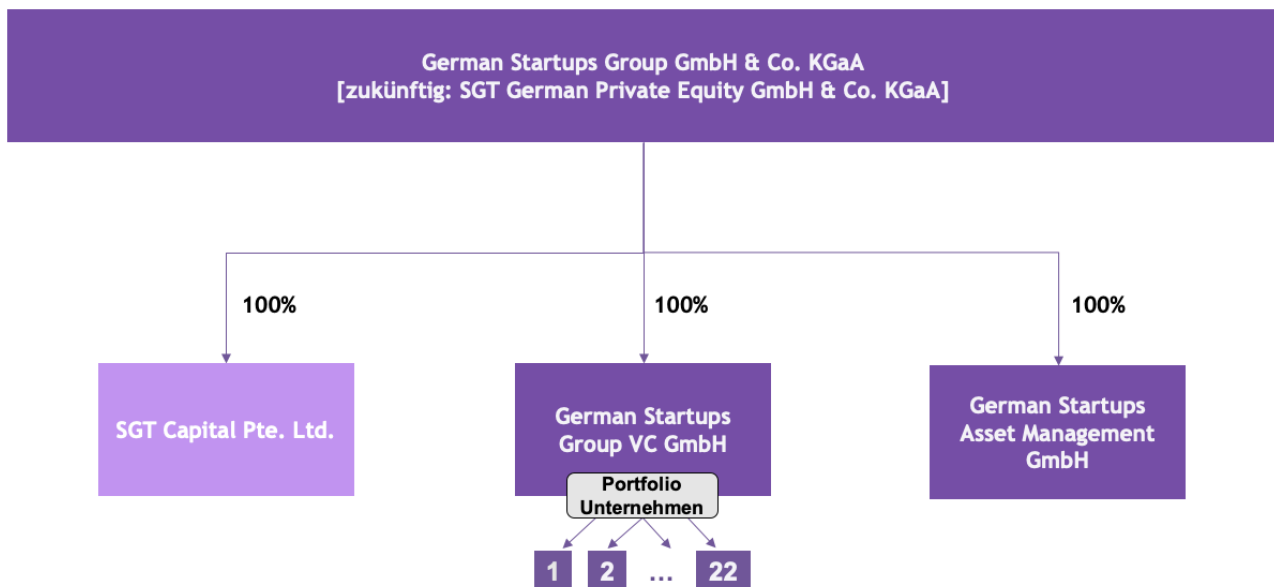 German Startups Group GmbH & Co. KGaA
[zukünftig: SGT German Private Equity GmbH & Co. KGaA]
100%
100%
100%
SGT Capital Pte. Ltd.
German Startups
Group VC GmbH
German Startups
Asset Management
GmbH
Portfolio
Unternehmen
1
2
...
22